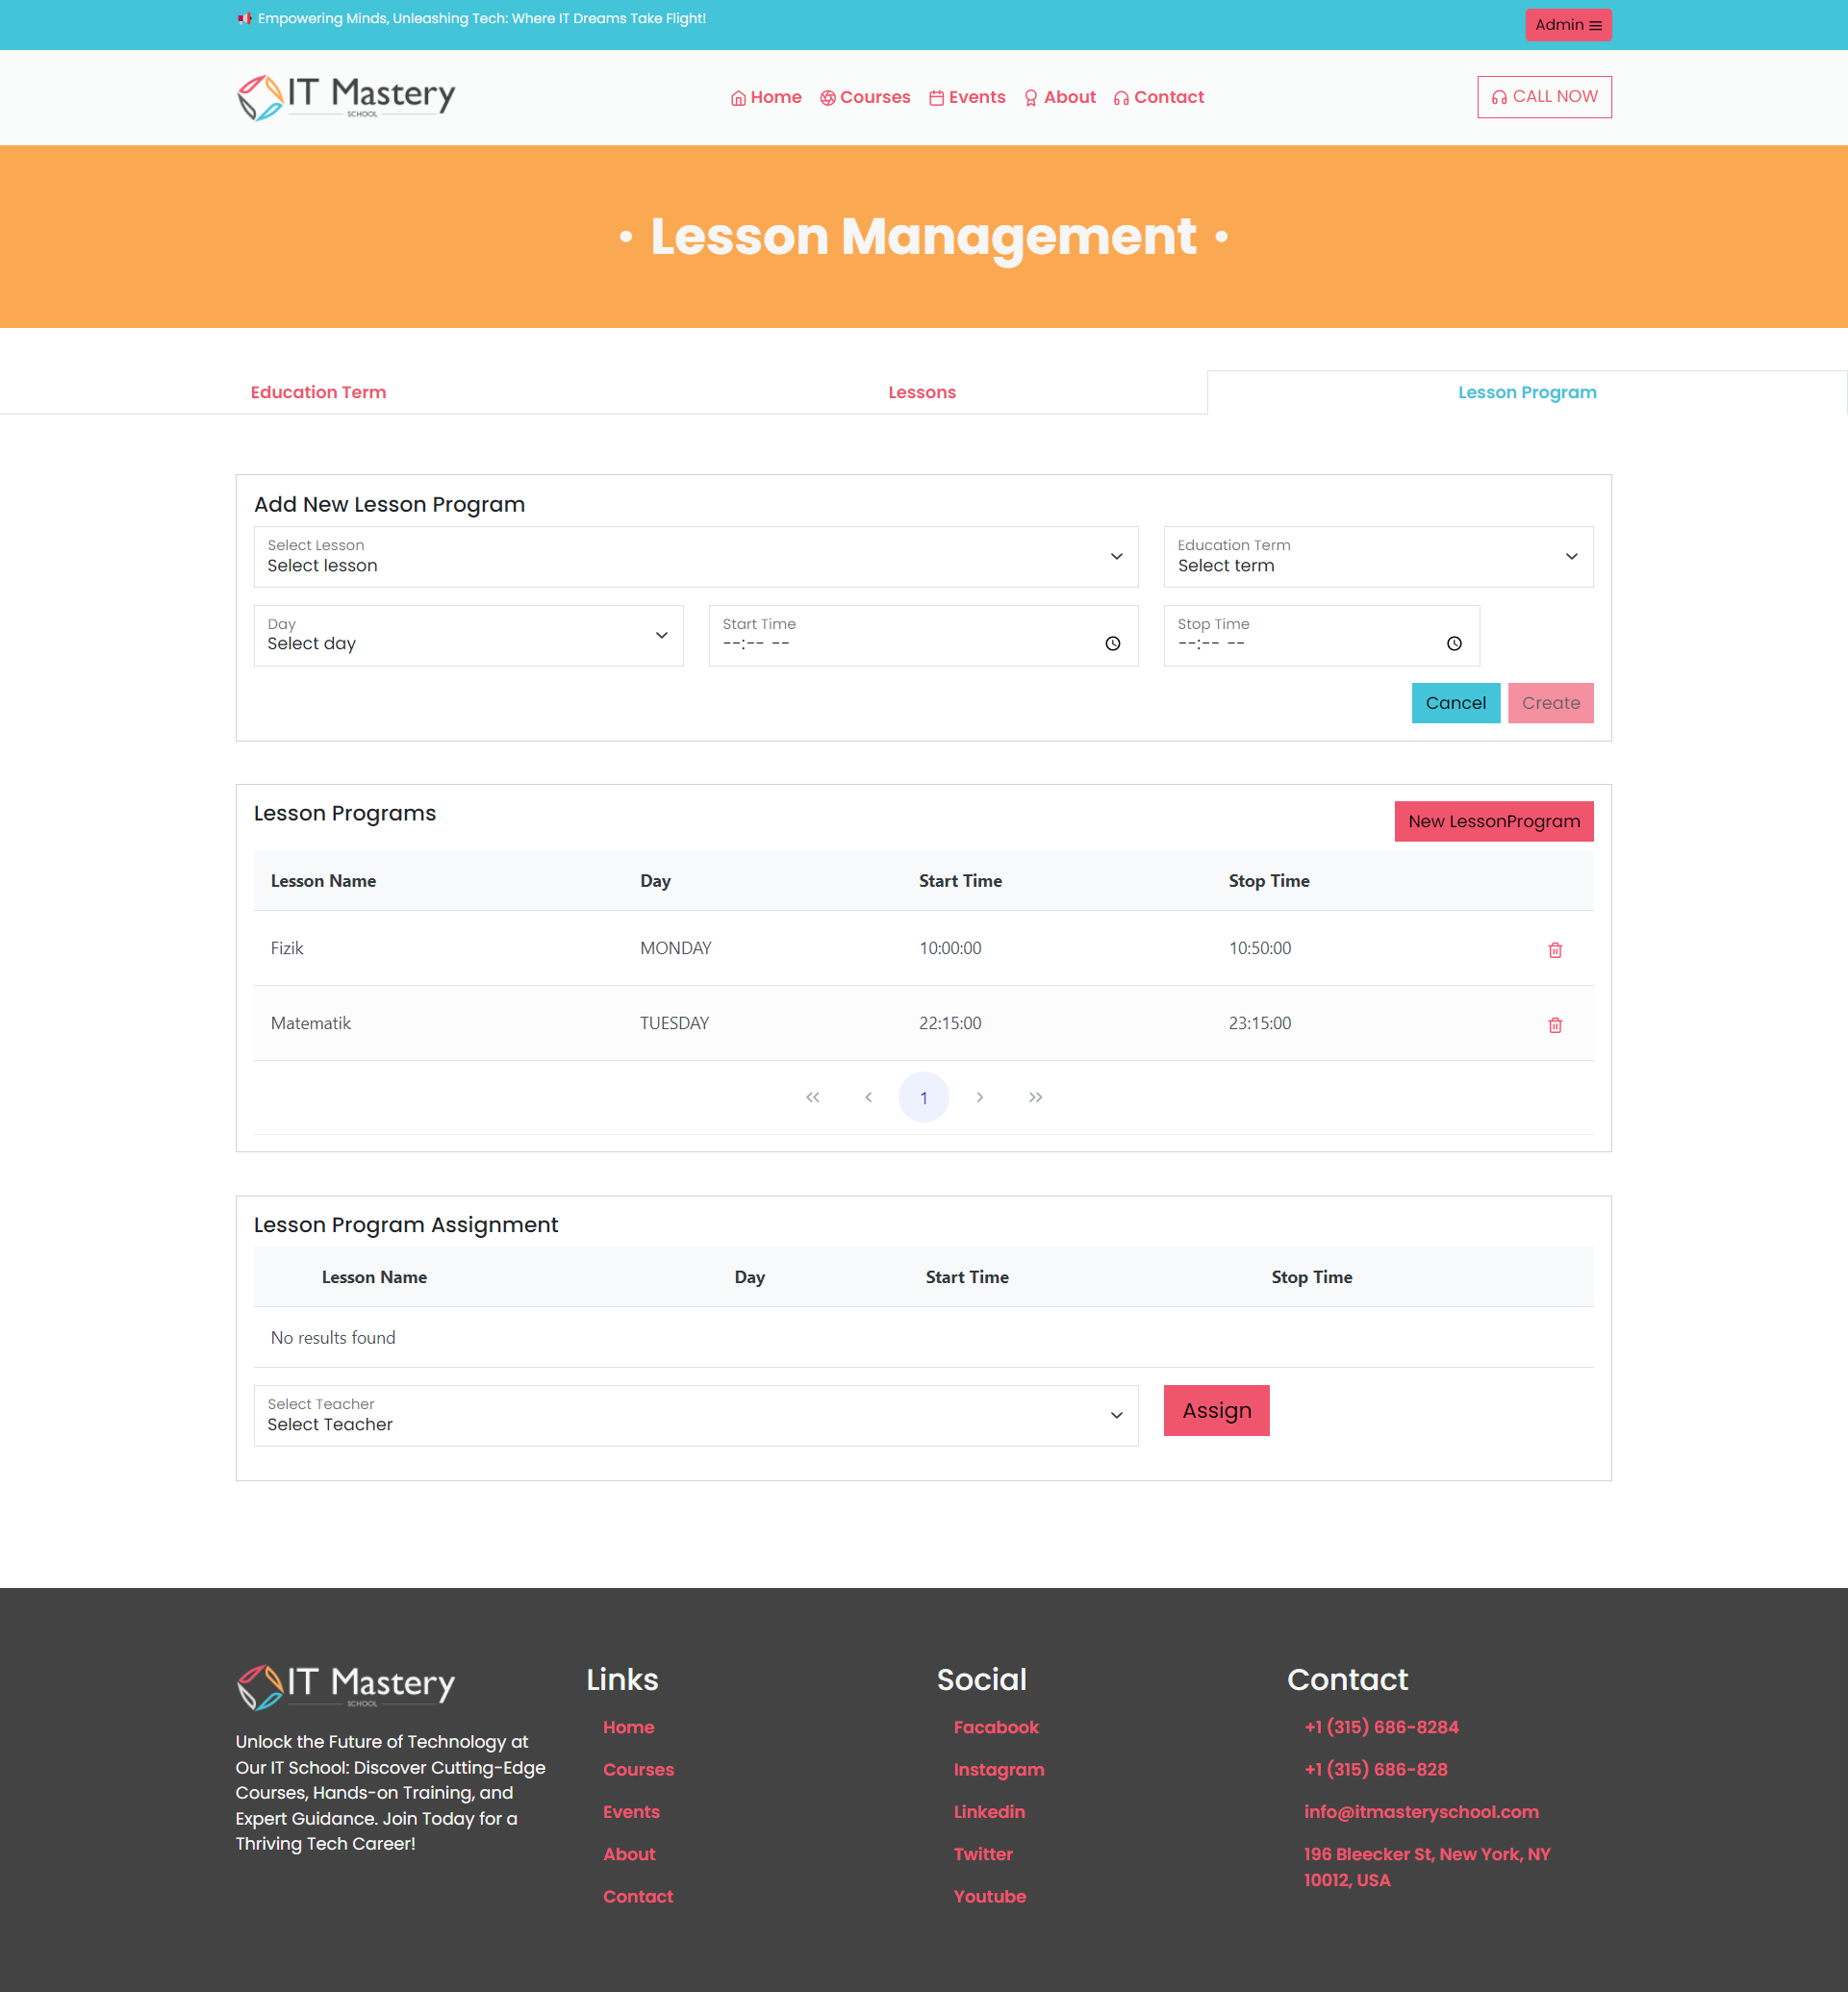 Empowering Minds, Unleashing Tech: Where IT Dreams Take Flight!
Admin
IT Mastery
SCHOOL
Home Courses Events About Contact
CALL NOW
• Lesson Management •
Education Term
Lessons
Lesson Program
Add New Lesson Program
Select Lesson
Select lesson
Education Term
Select term
Day
Select day
Start Time
--:-- --
Stop Time
--:-- --
Cancel
Create
Lesson Programs
New LessonProgram
Lesson Name Day Start Time Stop Time
Fizik MONDAY 10:00:00 10:50:00
Matematik TUESDAY 22:15:00 23:15:00
1
Lesson Program Assignment
Lesson Name Day Start Time Stop Time
No results found
Select Teacher
Select Teacher
Assign
IT Mastery
SCHOOL
Unlock the Future of Technology at
Our IT School: Discover Cutting-Edge
Courses, Hands-on Training, and
Expert Guidance. Join Today for a
Thriving Tech Career!
Links
Home
Courses
Events
About
Contact
Social
Facabook
Instagram
Linkedin
Twitter
Youtube
Contact
+1 (315) 686-8284
+1 (315) 686-828
info@itmasteryschool.com
196 Bleecker St, New York, NY
10012, USA